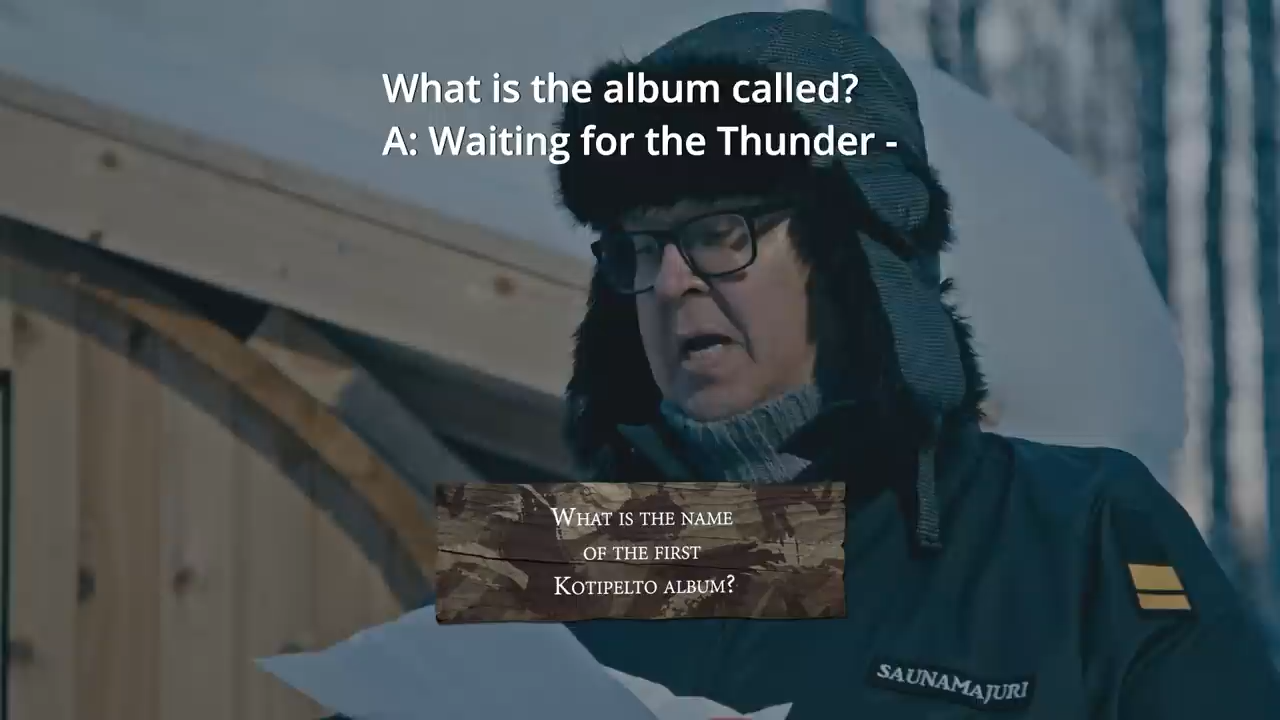 What is the album called?
A: Waiting for the Thunder -
What is the name
of the first
Kotipelto album?
SAUNAMAJURI